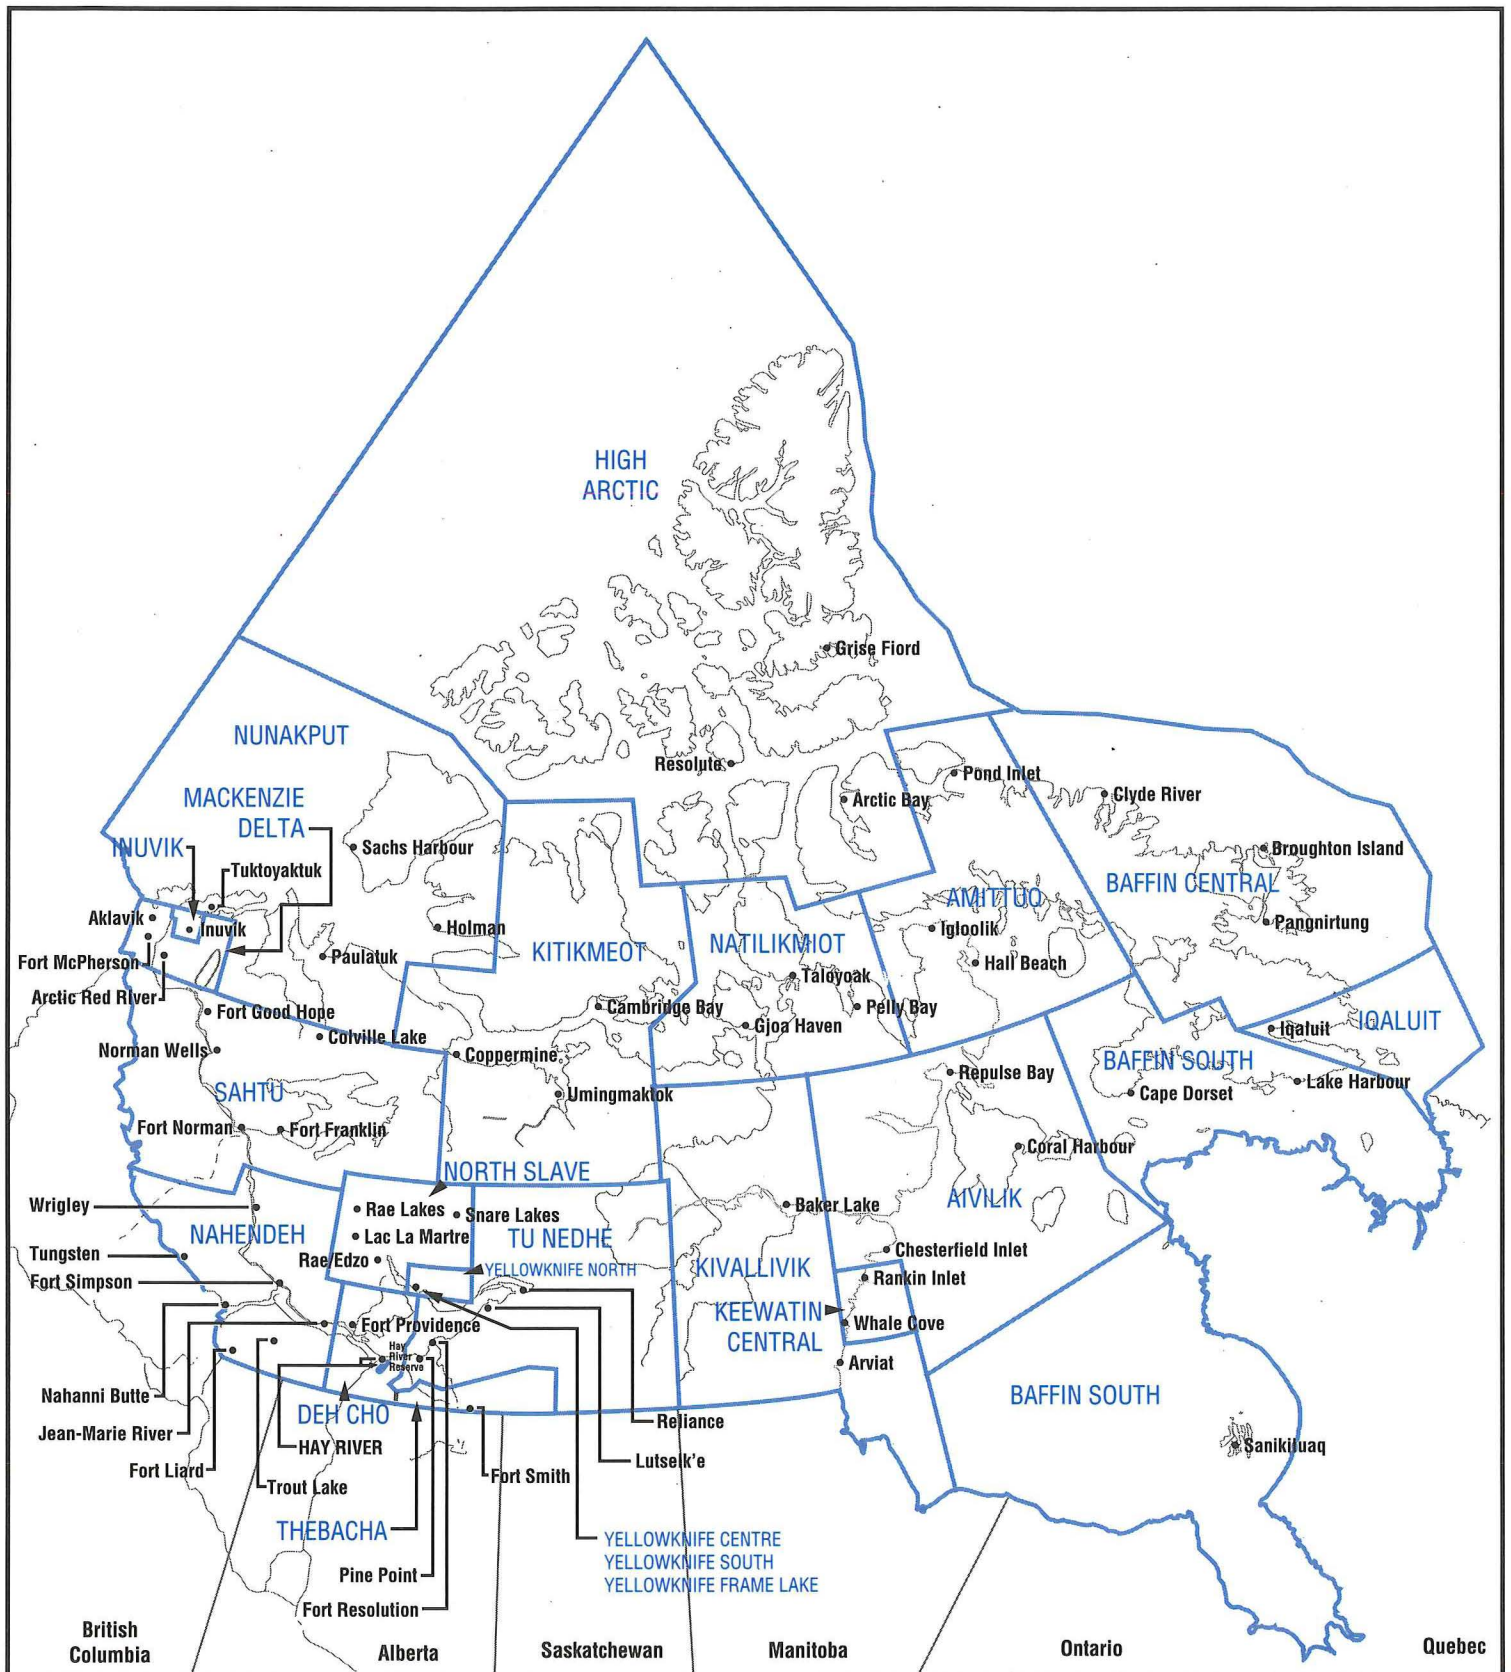 HIGH
ARCTIC
Grise Fiord
NUNAKPUT
Resolute
Pond Inlet
MACKENZIE
DELTA
Arctic Bay
Clyde River
INUVIK
Sachs Harbour
Broughton Island
Tuktoyaktuk
BAFFIN CENTRAL
AMITTUQ
Aklavik
Inuvik
Holman
Igloolik
Pangnirtung
KITIKMEOT
NATILIKMIOT
Fort McPherson
Paulatuk
Hall Beach
Taloyoak
Arctic Red River
Fort Good Hope
Cambridge Bay
Pelly Bay
Gjoa Haven
Iqaluit
IQALUIT
Colville Lake
Norman Wells
Coppermine
BAFFIN SOUTH
Repulse Bay
Lake Harbour
SAHTU
Umingmaktok
Cape Dorset
Fort Norman
Fort Franklin
Coral Harbour
NORTH SLAVE
Wrigley
Rae Lakes
Snare Lakes
Baker Lake
AIVILIK
NAHENDEH
Lac La Martre
TU NEDHE
Tungsten
Rae/Edzo
YELLOWKNIFE NORTH
KIVALLIVIK
Chesterfield Inlet
Fort Simpson
Rankin Inlet
KEEWATIN
CENTRAL
Whale Cove
Fort Providence
Hay
River
Reserve
Arviat
Nahanni Butte
BAFFIN SOUTH
DEH CHO
Reliance
Jean-Marie River
HAY RIVER
Sanikiluaq
Fort Liard
Lutselk'e
Fort Smith
Trout Lake
THEBACHA
YELLOWKNIFE CENTRE
YELLOWKNIFE SOUTH
YELLOWKNIFE FRAME LAKE
Pine Point
Fort Resolution
British
Columbia
Alberta
Saskatchewan
Manitoba
Ontario
Quebec